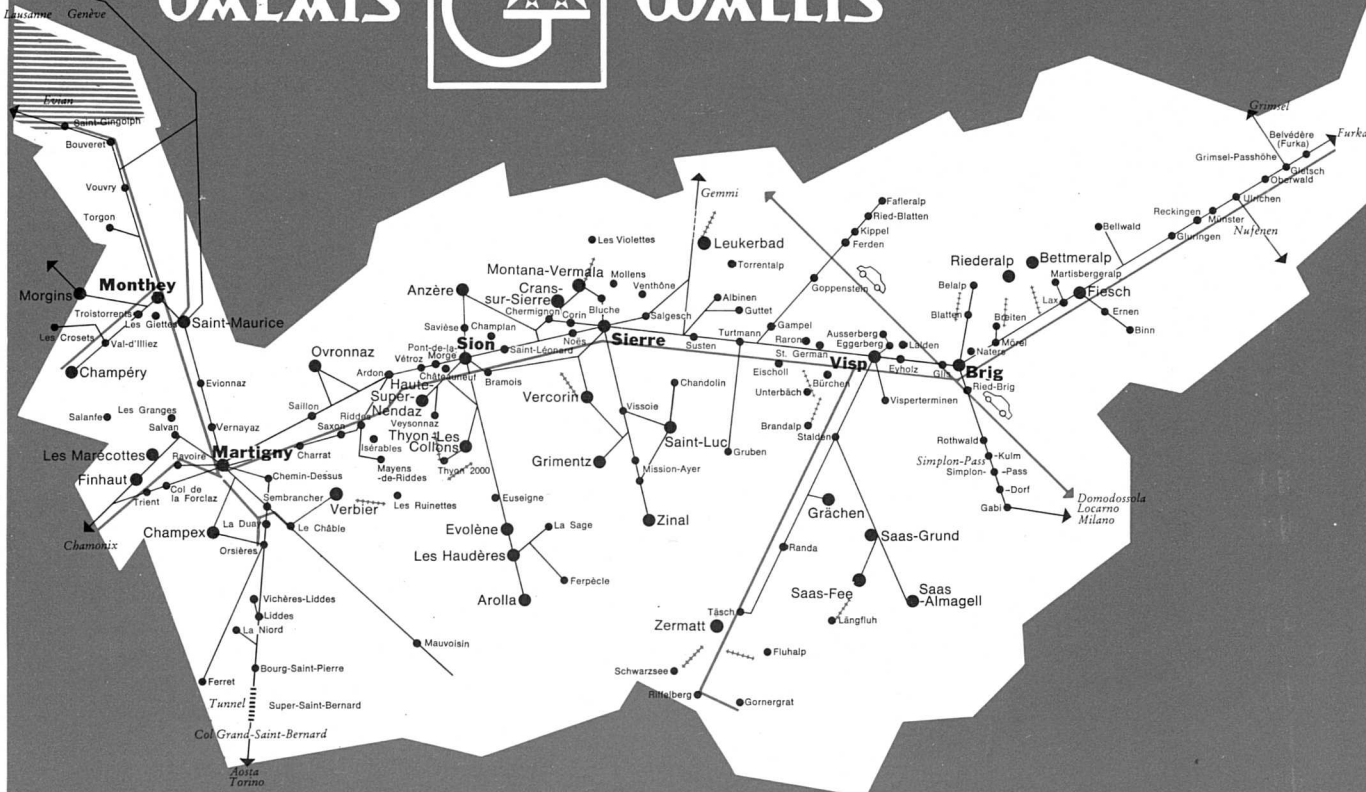 VALAIS WALLIS
Lausanne Genève
Evian
Saint-Gingolph
Bouveret
Vouvry
Torgon
Monthey
Morgins
Troistorrents
Les Giettes
Saint-Maurice
Les Crosets
Val-d'Illiez
Champéry
Evionnaz
Salanfe
Les Granges
Salvan
Vernayaz
Les Marécottes
Ravoire
Martigny
Finhaut
Trient
Col de
la Forclaz
Chamonix
Champex
Chemin-Dessus
Sembrancher
La Duay
Le Châble
Orsières
Verbier
Les Ruinettes
Vichères-Liddes
Liddes
La Niord
Bourg-Saint-Pierre
Ferret
Tunnel
Super-Saint-Bernard
Col Grand-Saint-Bernard
Aosta
Torino
Mauvoisin
Ovronnaz
Ardon
Saillon
Riddes
Saxon
Charrat
Isérables
Mayens
-de-Riddes
Anzère
Savièse
Champlan
Pont-de-la-
Morge
Vétroz
Châteauneuf
Sion
Saint-Léonard
Bramois
Haute-
Super-
Nendaz
Veysonnaz
Thyon-Les
Collons
Thyon 2000
Euseigne
Evolène
La Sage
Les Haudères
Ferpècle
Arolla
Les Violettes
Montana-Vermala
Crans-
sur-Sierre
Mollens
Venthône
Bluche
Chermignon
Corin
Noës
Sierre
Salgesch
Vercorin
Chandolin
Vissoie
Saint-Luc
Grimentz
Mission-Ayer
Zinal
Gemmi
Leukerbad
Torrentalp
Albinen
Guttet
Susten
Turtmann
Gruben
Fafleralp
Ried-Blatten
Kippel
Ferden
Goppenstein
Gampel
Raron
St. German
Ausserberg
Eggerberg
Lalden
Eischoll
Visp
Eyholz
Glis
Unterbäch
Bürchen
Brandalp
Visperterminen
Stalden
Grächen
Randa
Saas-Grund
Saas-Fee
Saas
-Almagell
Längfluh
Täsch
Zermatt
Schwarzsee
Fluhalp
Riffelberg
Gornergrat
Riederalp
Bettmeralp
Martisbergeralp
Belalp
Blatten
Breiten
Lax
Fiesch
Mörel
Naters
Brig
Ried-Brig
Ernen
Binn
Rothwald
Simplon-Pass
-Kulm
Simplon-
-Pass
-Dorf
Gabi
Domodossola
Locarno
Milano
Bellwald
Gluringen
Reckingen
Münster
Ulrichen
Nufenen
Oberwald
Gletsch
Grimsel-Passhöhe
Belvédère
(Furka)
Grimsel
Furka